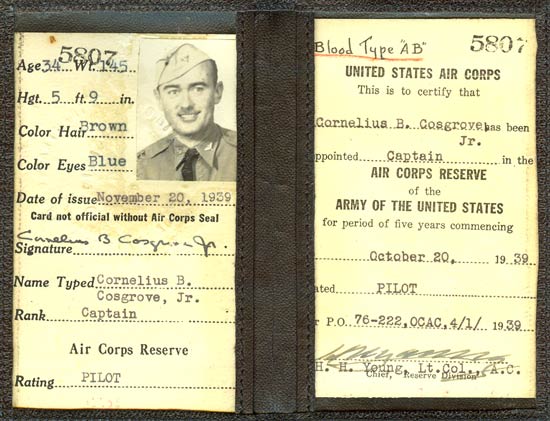 5807
Age 34 Wt. 145
Hgt. 5 ft. 9 in.
Color Hair Brown
Color Eyes Blue
Date of issue November 20, 1939
Card not official without Air Corps Seal
Cornelius B Cosgrove Jr.
Signature
Name Typed Cornelius B.
Cosgrove, Jr.
Rank Captain
Air Corps Reserve
Rating PILOT
Blood Type "AB"
5807
UNITED STATES AIR CORPS
This is to certify that
Cornelius B. Cosgrove, has been
Jr.
ppointed Captain in the
AIR CORPS RESERVE
of the
ARMY OF THE UNITED STATES
for period of five years commencing
October 20, 1939
ated PILOT
r P.O. 76-222, OCAC, 4/1/ 1939
H. H. Young, Lt. Col., A.C.
Chief, Reserve Division